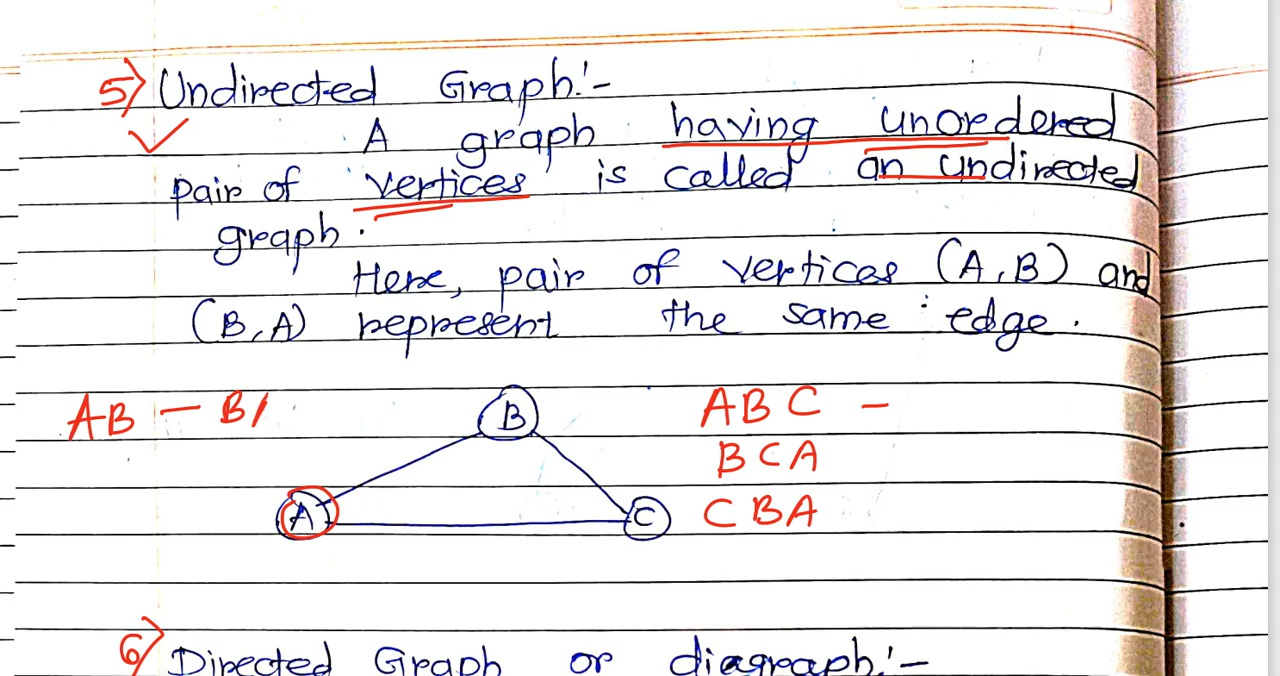 5) Undirected Graph:-
A graph having unordered
pair of vertices is called an undirected
graph.
Here, pair of vertices (A, B) and
(B, A) represent the same edge.
AB - B
B
ABC -
BCA
A
C
CBA
6) Directed Graph or diagraph:-